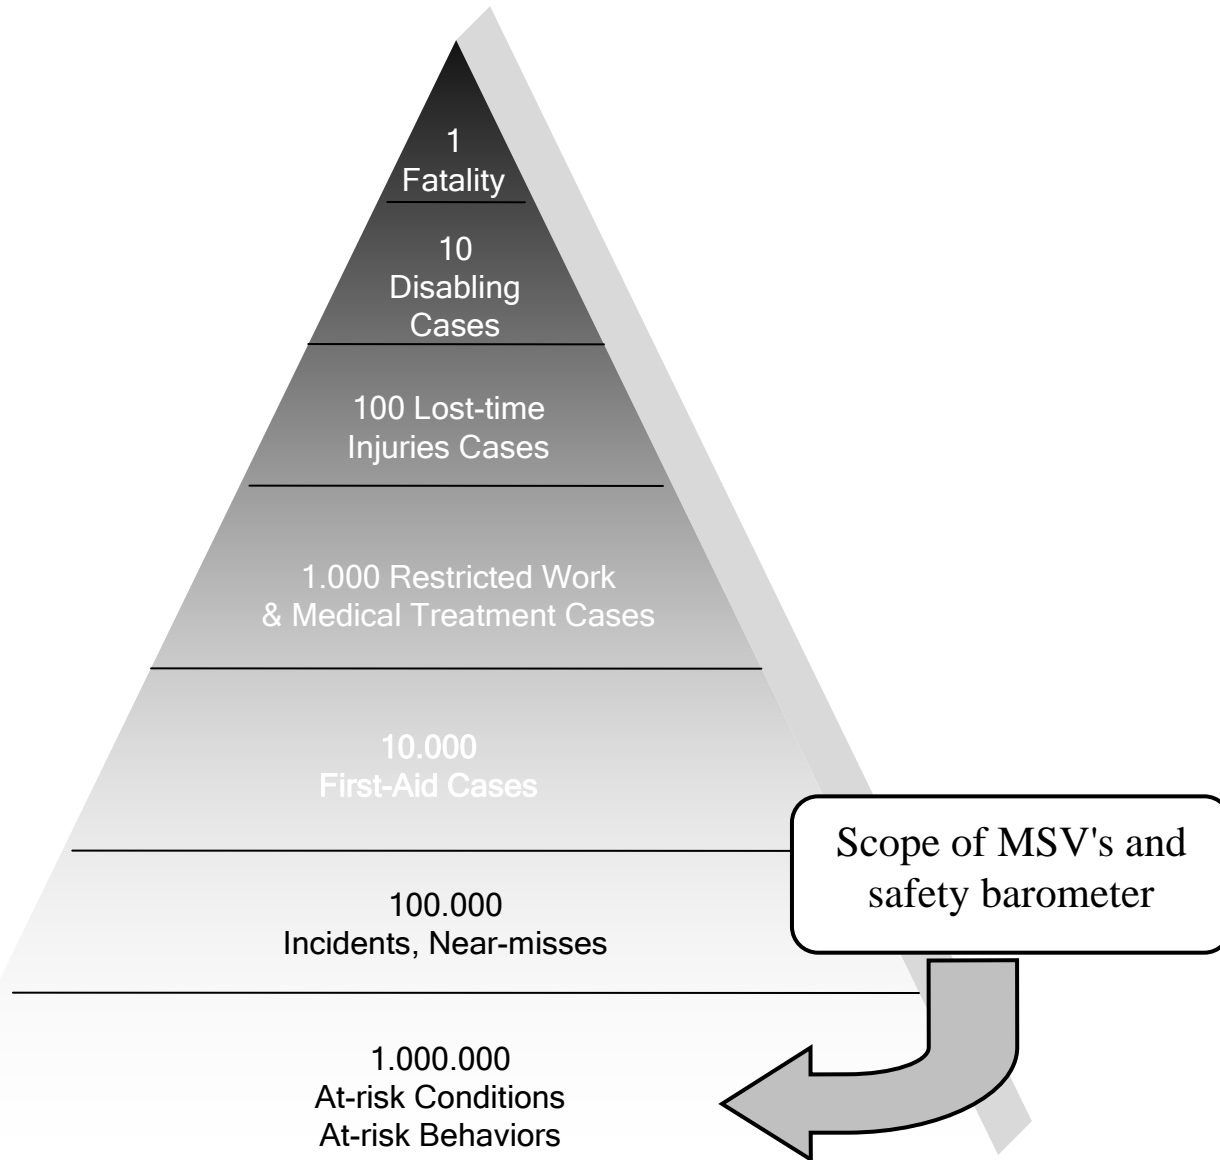 1
Fatality
10
Disabling
Cases
100 Lost-time
Injuries Cases
1.000 Restricted Work
& Medical Treatment Cases
10.000
First-Aid Cases
Scope of MSV's and
safety barometer
100.000
Incidents, Near-misses
1.000.000
At-risk Conditions
At-risk Behaviors